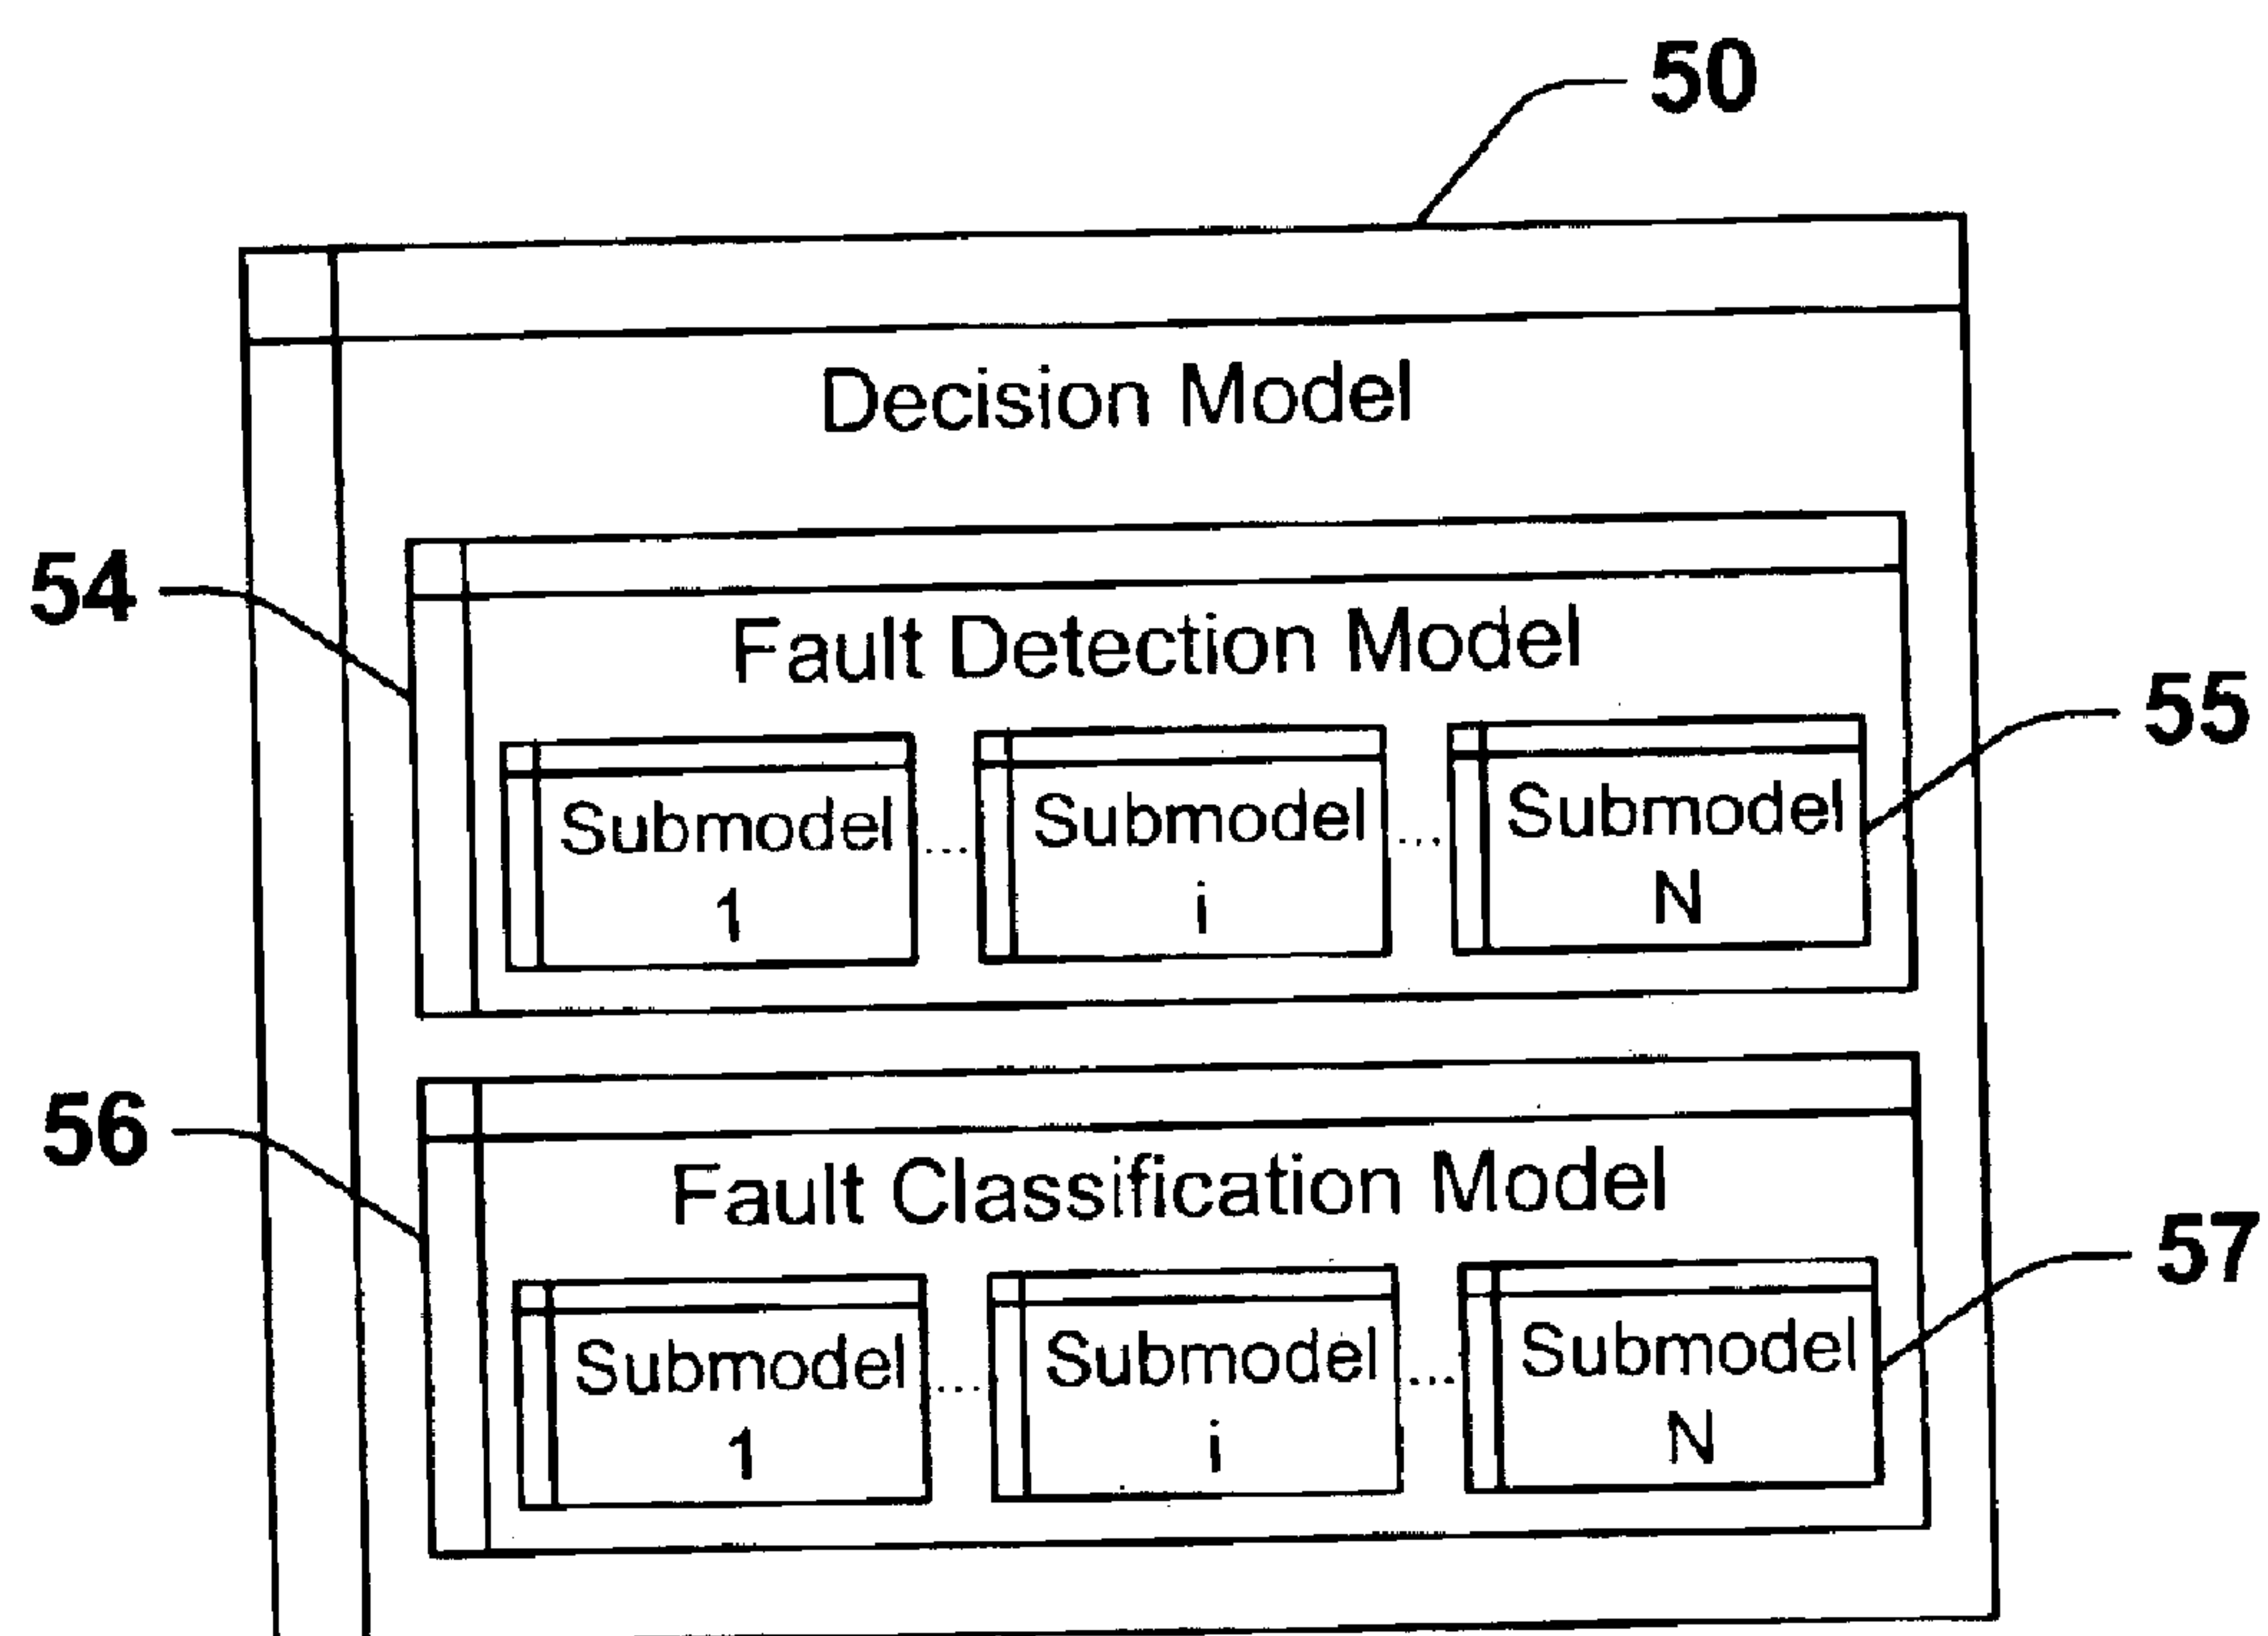 50
Decision Model
54
Fault Detection Model
55
Submodel ... Submodel ... Submodel
1 i N
56
Fault Classification Model
57
Submodel ... Submodel ... Submodel
1 i N